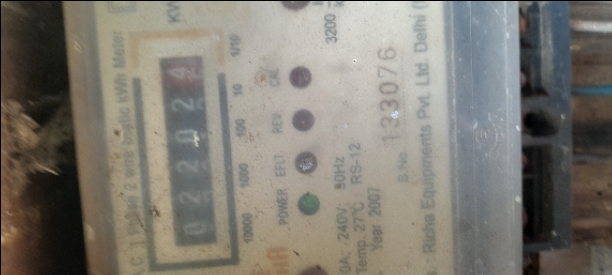 A.C. 1 Phase 2 wire static kWh Meter
KW
0 2 2 0 2 4
10000 1000 100 10 1/10
POWER EFLT REV CAL
3200
0A, 240V, 50Hz
Temp. 27°C RS-12
Year 2007
S.No. 133076
Richa Equipments Pvt. Ltd. Delhi (